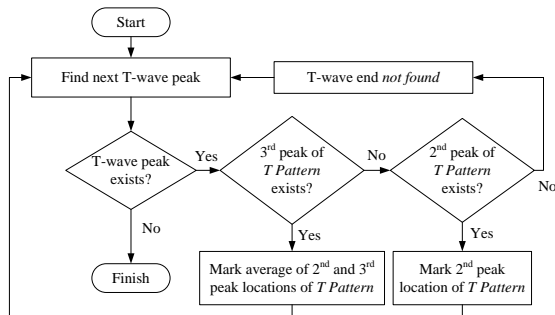 Start
Find next T-wave peak
T-wave end not found
T-wave peak
exists?
Yes
3rd peak of
T Pattern
exists?
No
2nd peak of
T Pattern
exists?
No
No
Yes
Yes
Finish
Mark average of 2nd and 3rd
peak locations of T Pattern
Mark 2nd peak
location of T Pattern